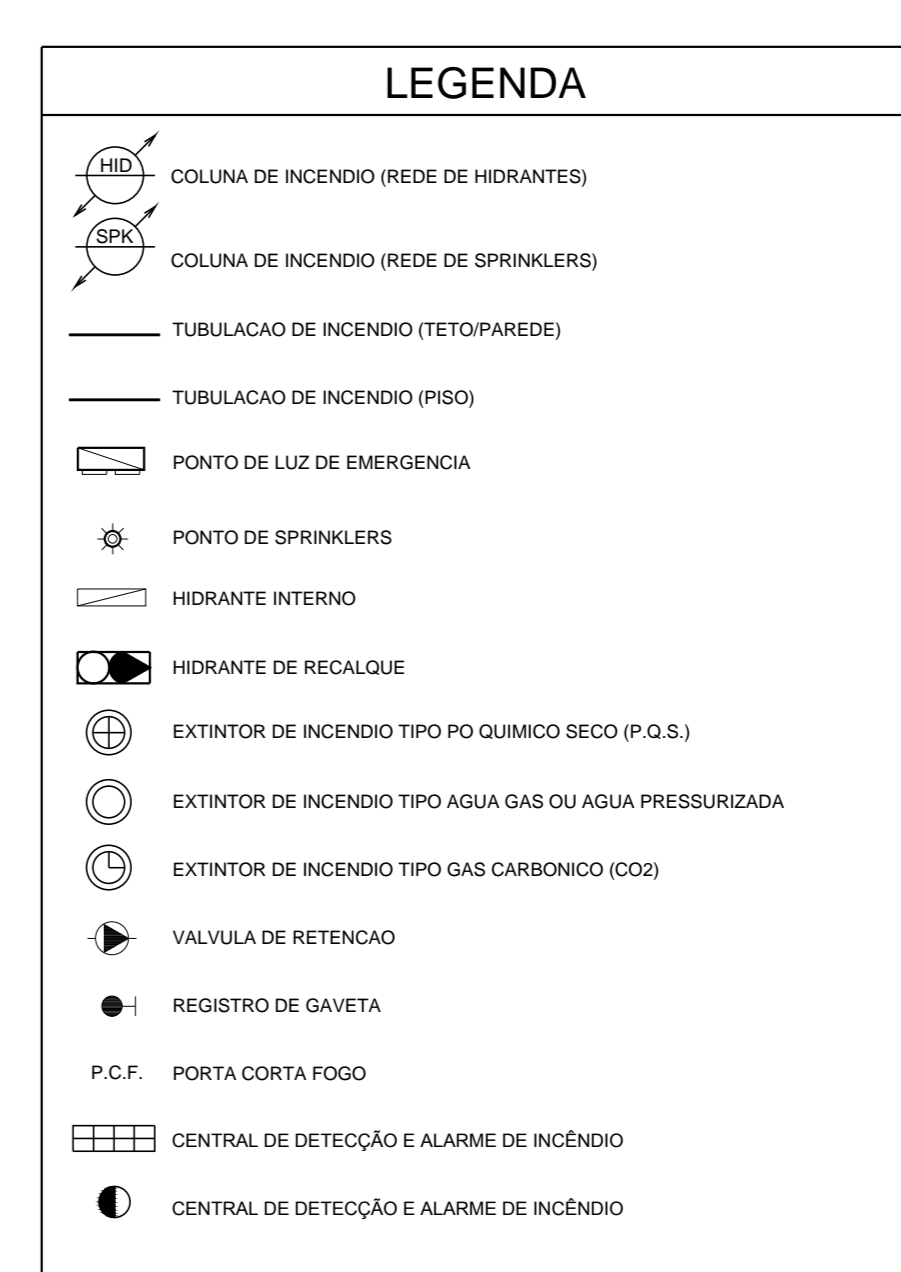 LEGENDA
HID COLUNA DE INCENDIO (REDE DE HIDRANTES)
SPK COLUNA DE INCENDIO (REDE DE SPRINKLERS)
TUBULACAO DE INCENDIO (TETO/PAREDE)
TUBULACAO DE INCENDIO (PISO)
PONTO DE LUZ DE EMERGENCIA
PONTO DE SPRINKLERS
HIDRANTE INTERNO
HIDRANTE DE RECALQUE
EXTINTOR DE INCENDIO TIPO PO QUIMICO SECO (P.Q.S.)
EXTINTOR DE INCENDIO TIPO AGUA GAS OU AGUA PRESSURIZADA
EXTINTOR DE INCENDIO TIPO GAS CARBONICO (CO2)
VALVULA DE RETENCAO
REGISTRO DE GAVETA
P.C.F. PORTA CORTA FOGO
CENTRAL DE DETECÇÃO E ALARME DE INCÊNDIO
CENTRAL DE DETECÇÃO E ALARME DE INCÊNDIO